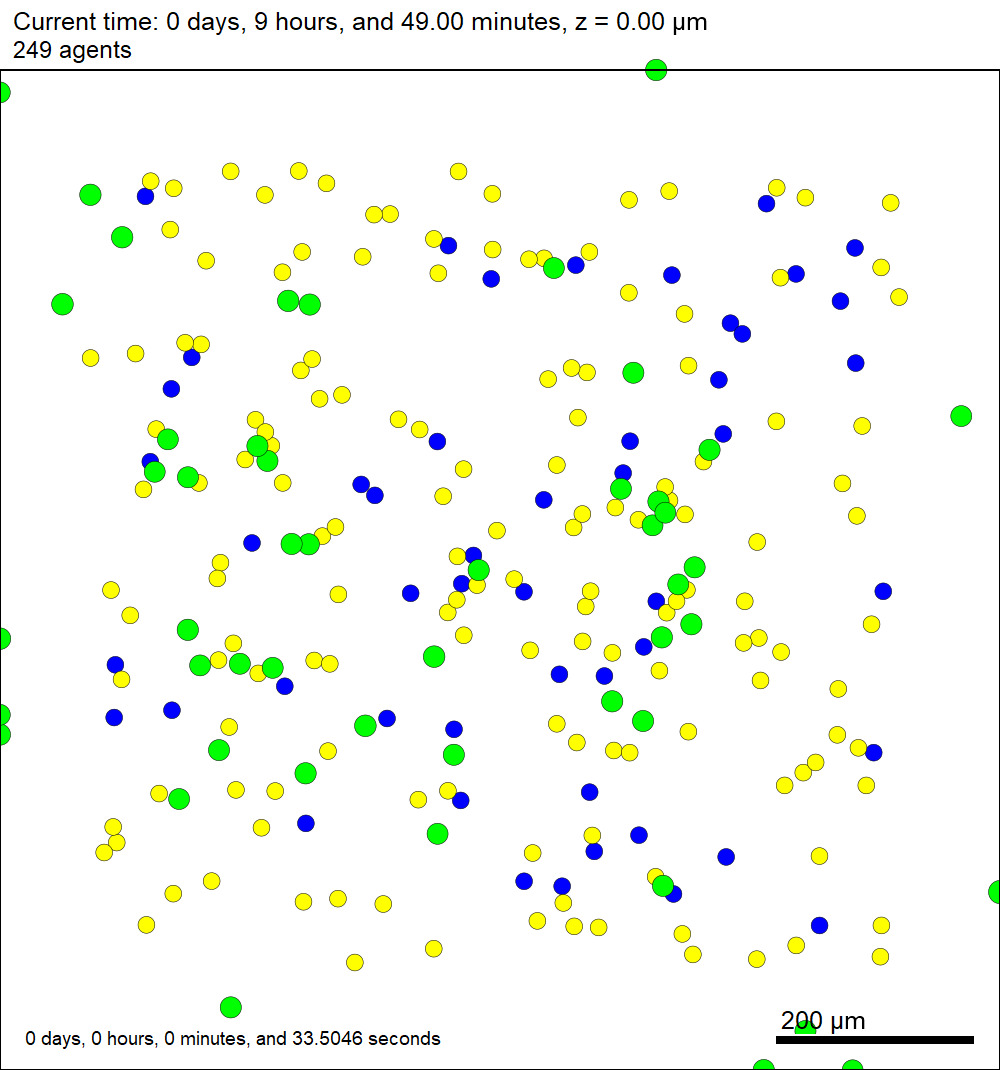 Current time: 0 days, 9 hours, and 49.00 minutes, z = 0.00 μm
249 agents
200 μm
0 days, 0 hours, 0 minutes, and 33.5046 seconds